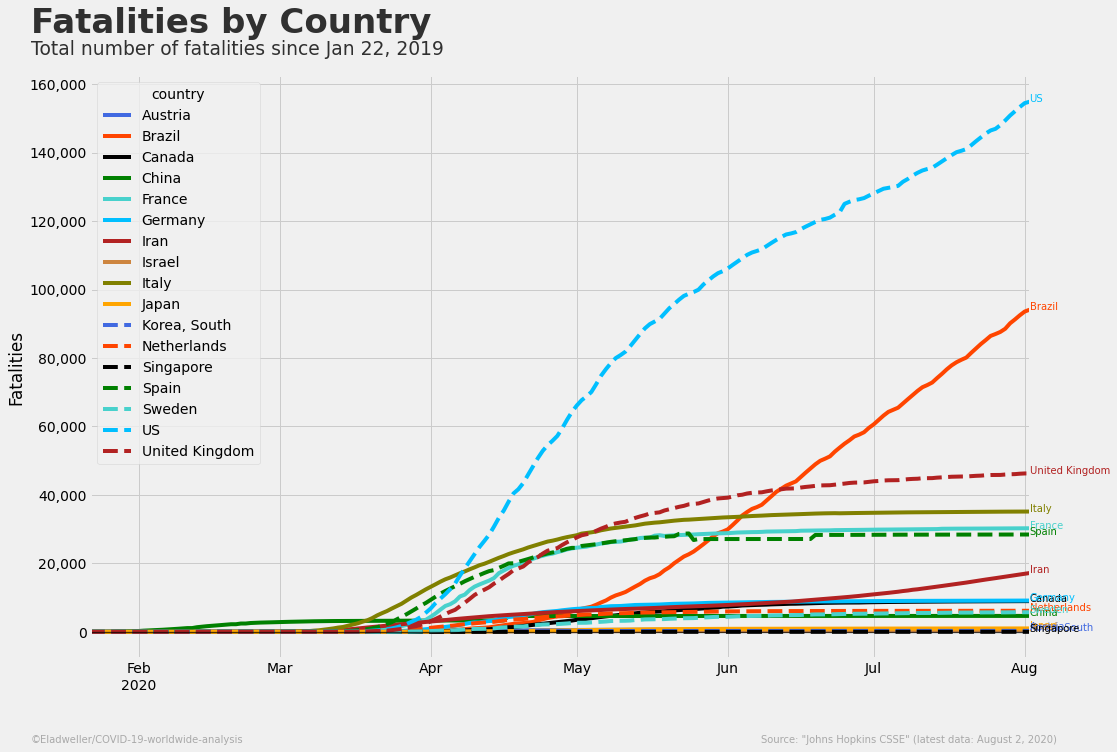 Fatalities by Country
Total number of fatalities since Jan 22, 2019
160,000
140,000
120,000
100,000
80,000
60,000
40,000
20,000
0
Fatalities
country
Austria
Brazil
Canada
China
France
Germany
Iran
Israel
Italy
Japan
Korea, South
Netherlands
Singapore
Spain
Sweden
US
United Kingdom
US
Brazil
United Kingdom
Italy
France
Spain
Iran
Germany
Canada
Netherlands
China
South
Singapore
Feb
2020
Mar
Apr
May
Jun
Jul
Aug
©Eladweller/COVID-19-worldwide-analysis
Source: "Johns Hopkins CSSE" (latest data: August 2, 2020)